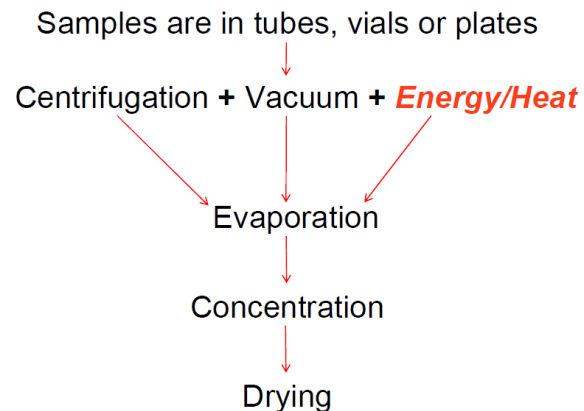 Samples are in tubes, vials or plates
Centrifugation + Vacuum + Energy/Heat
Evaporation
Concentration
Drying